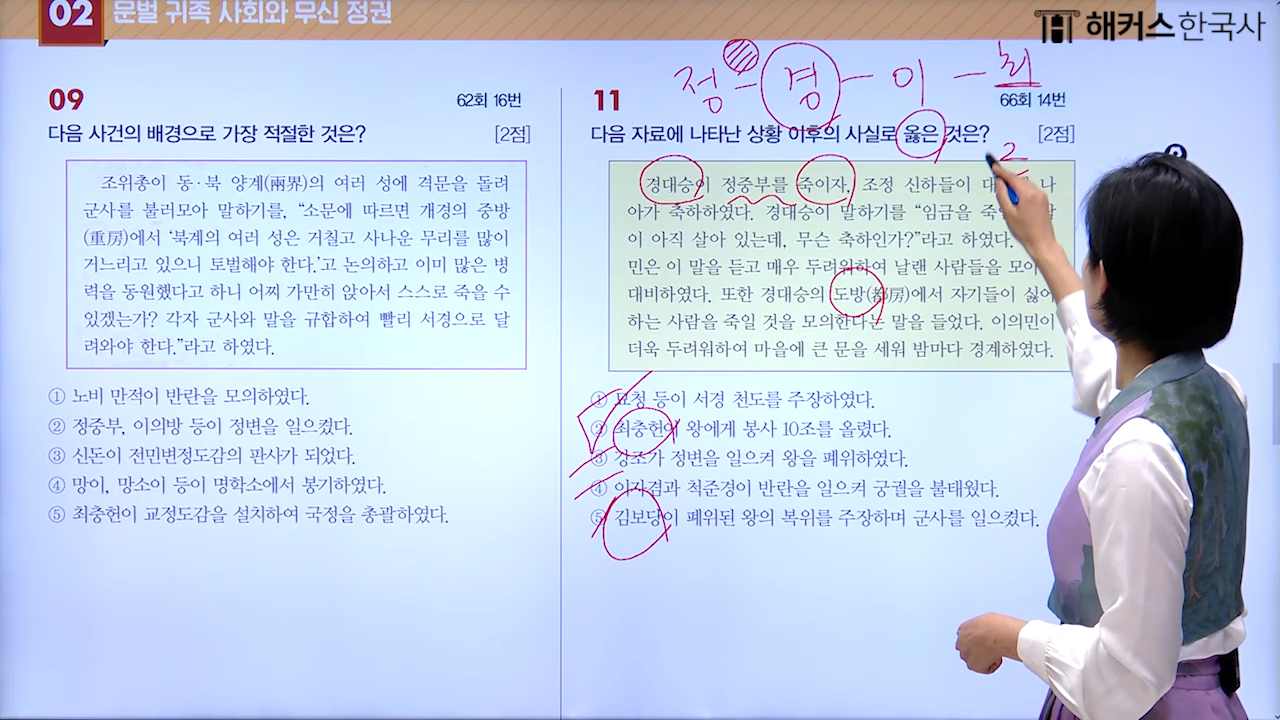 02 문벌 귀족 사회와 무신 정권
해커스한국사
정 - 경 - 이 - 최
09
62회 16번
다음 사건의 배경으로 가장 적절한 것은? [2점]
조위총이 동·북 양계(兩界)의 여러 성에 격문을 돌려
군사를 불러모아 말하기를, “소문에 따르면 개경의 중방
(重房)에서 ‘북계의 여러 성은 거칠고 사나운 무리를 많이
거느리고 있으니 토벌해야 한다.’고 논의하고 이미 많은 병
력을 동원했다고 하니 어찌 가만히 앉아서 스스로 죽을 수
있겠는가? 각자 군사와 말을 규합하여 빨리 서경으로 달
려와야 한다.”라고 하였다.
① 노비 만적이 반란을 모의하였다.
② 정중부, 이의방 등이 정변을 일으켰다.
③ 신돈이 전민변정도감의 판사가 되었다.
④ 망이, 망소이 등이 명학소에서 봉기하였다.
⑤ 최충헌이 교정도감을 설치하여 국정을 총괄하였다.
11
66회 14번
다음 자료에 나타난 상황 이후의 사실로 옳은 것은? [2점]
2
경대승이 정중부를 죽이자, 조정 신하들이 대 나
아가 축하하였다. 경대승이 말하기를 “임금을 죽
이 아직 살아 있는데, 무슨 축하인가?”라고 하였다.
민은 이 말을 듣고 매우 두려워하여 날랜 사람들을 모아
대비하였다. 또한 경대승의 도방(都房)에서 자기들이 싫어
하는 사람을 죽일 것을 모의한다는 말을 들었다. 이의민이
더욱 두려워하여 마을에 큰 문을 세워 밤마다 경계하였다.
① 묘청 등이 서경 천도를 주장하였다.
② 최충헌이 왕에게 봉사 10조를 올렸다.
③ 강조가 정변을 일으켜 왕을 폐위하였다.
④ 이자겸과 척준경이 반란을 일으켜 궁궐을 불태웠다.
⑤ 김보당이 폐위된 왕의 복위를 주장하며 군사를 일으켰다.